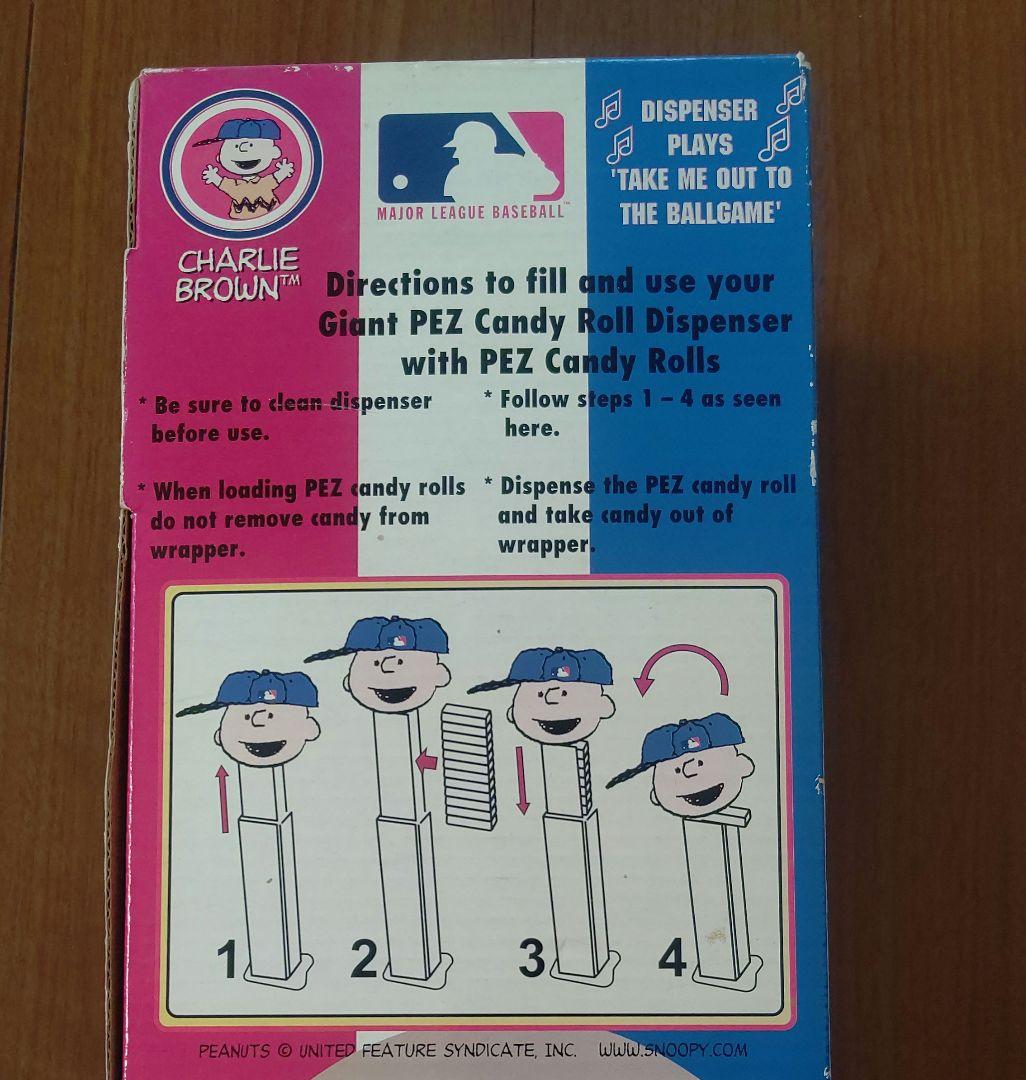 DISPENSER
PLAYS
'TAKE ME OUT TO
THE BALLGAME'
MAJOR LEAGUE BASEBALL™
CHARLIE
BROWN™
Directions to fill and use your
Giant PEZ Candy Roll Dispenser
with PEZ Candy Rolls
* Be sure to clean dispenser
before use.
* When loading PEZ candy rolls
do not remove candy from
wrapper.
* Follow steps 1 – 4 as seen
here.
* Dispense the PEZ candy roll
and take candy out of
wrapper.
1
2
3
4
PEANUTS © UNITED FEATURE SYNDICATE, INC. WWW.SNOOPY.COM